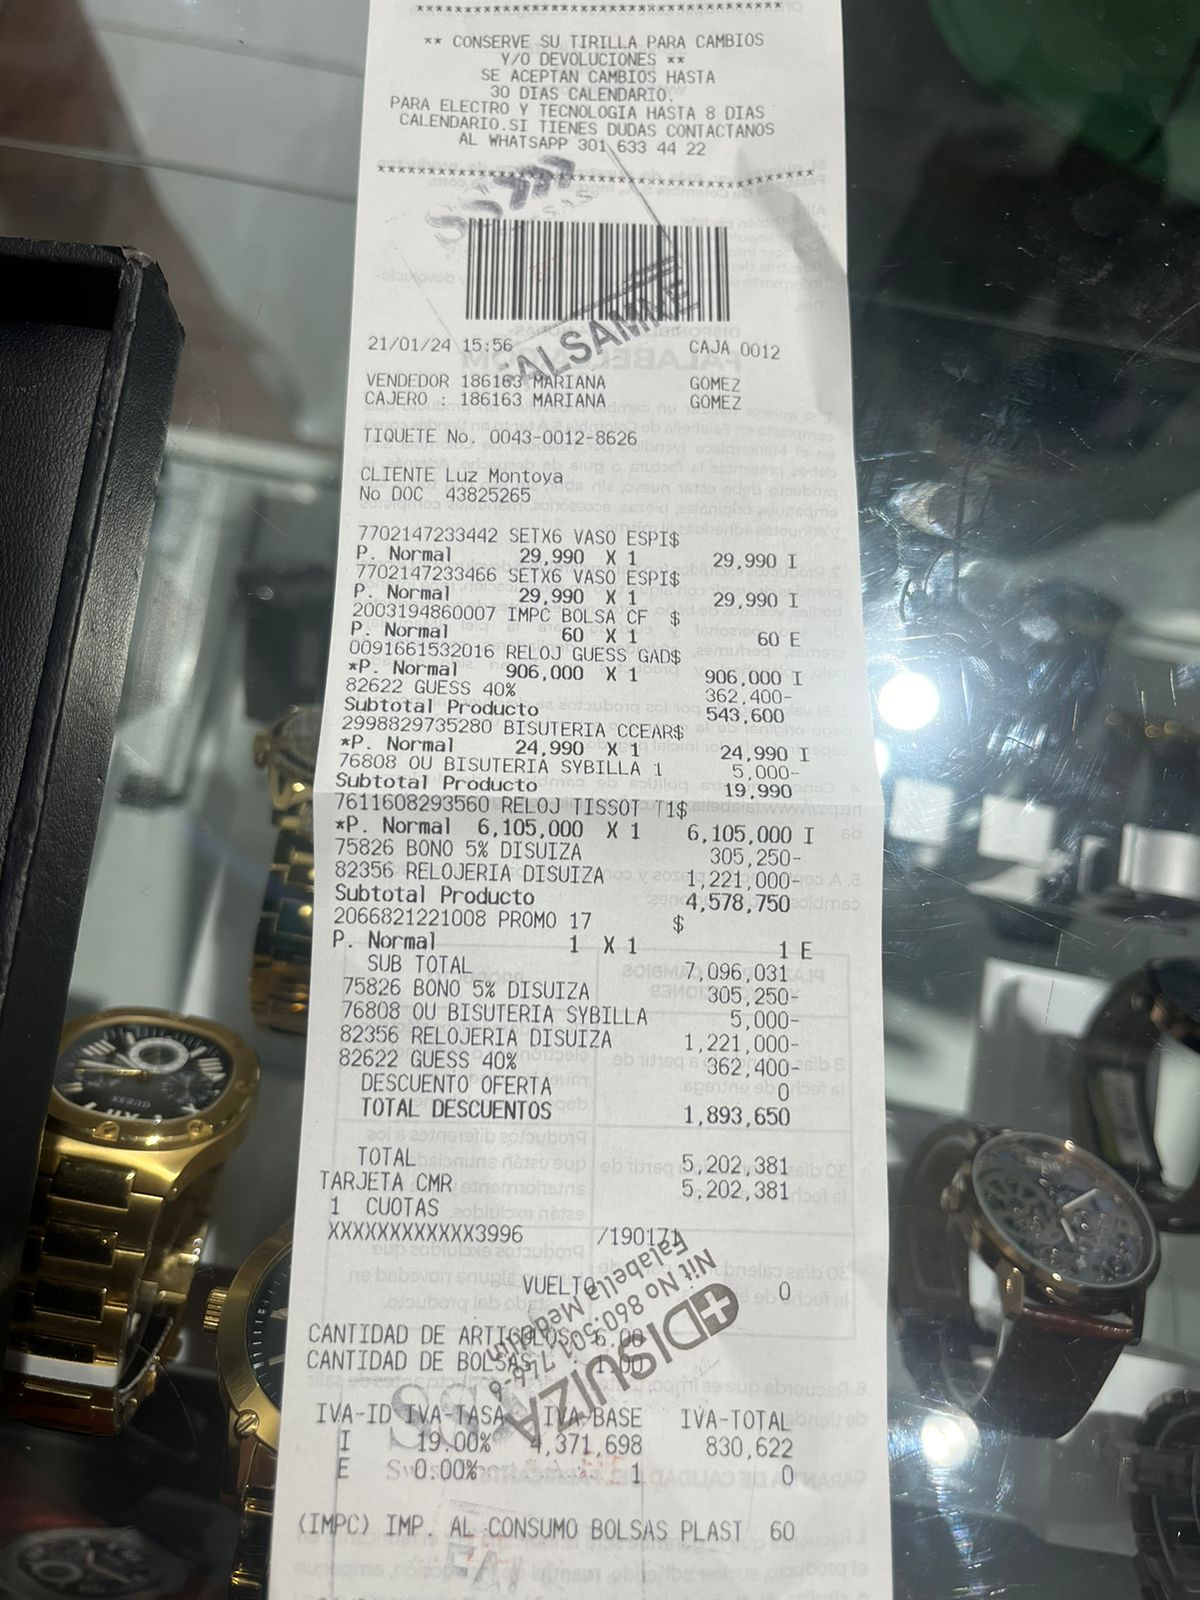 ** CONSERVE SU TIRILLA PARA CAMBIOS
Y/O DEVOLUCIONES **
SE ACEPTAN CAMBIOS HASTA
30 DIAS CALENDARIO.
PARA ELECTRO Y TECNOLOGIA HASTA 8 DIAS
CALENDARIO.SI TIENES DUDAS CONTACTANOS
AL WHATSAPP 301 633 44 22
21/01/24 15:56 CAJA 0012
VENDEDOR 186163 MARIANA GOMEZ
CAJERO : 186163 MARIANA GOMEZ
TIQUETE No. 0043-0012-8626
CLIENTE Luz Montoya
No DOC 43825265
7702147233442 SETX6 VASO ESPI$
P. Normal 29,990 X 1 29,990 I
7702147233466 SETX6 VASO ESPI$
P. Normal 29,990 X 1 29,990 I
2003194860007 IMPC BOLSA CF $
P. Normal 60 X 1 60 E
0091661532016 RELOJ GUESS GAD$
*P. Normal 906,000 X 1 906,000 I
82622 GUESS 40% 362,400-
Subtotal Producto 543,600
2998829735280 BISUTERIA CCEAR$
*P. Normal 24,990 X 1 24,990 I
76808 OU BISUTERIA SYBILLA 1 5,000-
Subtotal Producto 19,990
7611608293560 RELOJ TISSOT T1$
*P. Normal 6,105,000 X 1 6,105,000 I
75826 BONO 5% DISUIZA 305,250-
82356 RELOJERIA DISUIZA 1,221,000-
Subtotal Producto 4,578,750
2066821221008 PROMO 17 $
P. Normal 1 X 1 1 E
SUB TOTAL 7,096,031
75826 BONO 5% DISUIZA 305,250-
76808 OU BISUTERIA SYBILLA 5,000-
82356 RELOJERIA DISUIZA 1,221,000-
82622 GUESS 40% 362,400-
DESCUENTO OFERTA 0
TOTAL DESCUENTOS 1,893,650
TOTAL 5,202,381
TARJETA CMR 5,202,381
1 CUOTAS
XXXXXXXXXXXX3996 /190171
VUELTO 0
CANTIDAD DE ARTICULOS: 6.00
CANTIDAD DE BOLSAS : 1.00
+DISUIZA
Nit No 860.501.716-6
Falabella
IVA-ID IVA-TASA IVA-BASE IVA-TOTAL
I 19.00% 4,371,698 830,622
E 0.00% 1 0
(IMPC) IMP. AL CONSUMO BOLSAS PLAST 60
GUESS